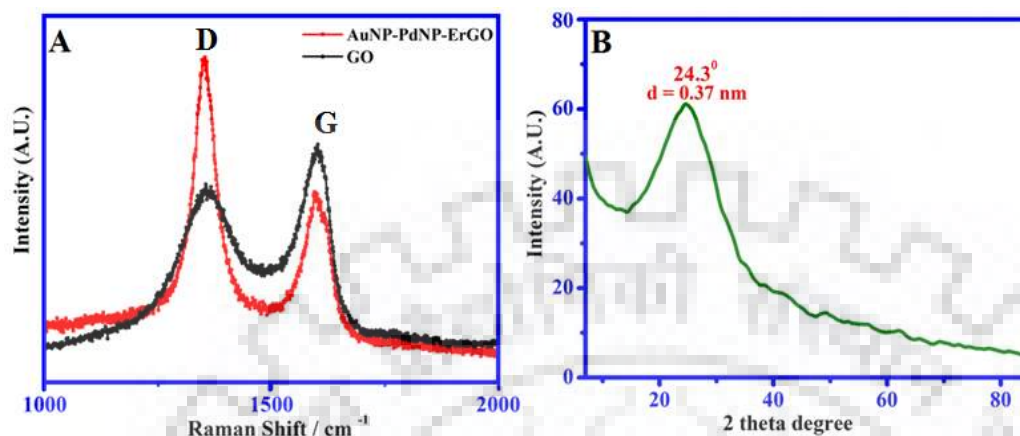 A
D
G
AuNP-PdNP-ErGO
GO
Intensity (A.U.)
1000
1500
2000
Raman Shift / cm⁻¹
B
24.3⁰
d = 0.37 nm
Intensity (A.U.)
80
60
40
20
0
20
40
60
80
2 theta degree